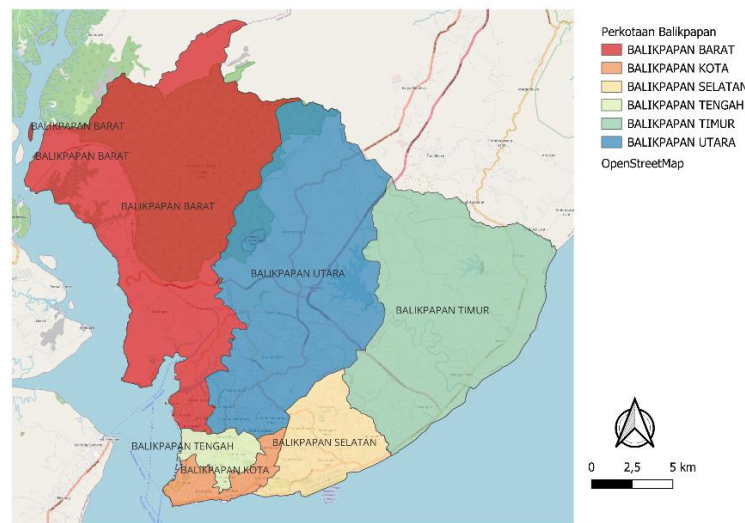 Perkotaan Balikpapan
BALIKPAPAN BARAT
BALIKPAPAN KOTA
BALIKPAPAN SELATAN
BALIKPAPAN TENGAH
BALIKPAPAN TIMUR
BALIKPAPAN UTARA
OpenStreetMap
BALIKPAPAN BARAT
BALIKPAPAN BARAT
BALIKPAPAN BARAT
BALIKPAPAN UTARA
BALIKPAPAN TIMUR
BALIKPAPAN TENGAH
BALIKPAPAN SELATAN
BALIKPAPAN KOTA
0 2,5 5 km